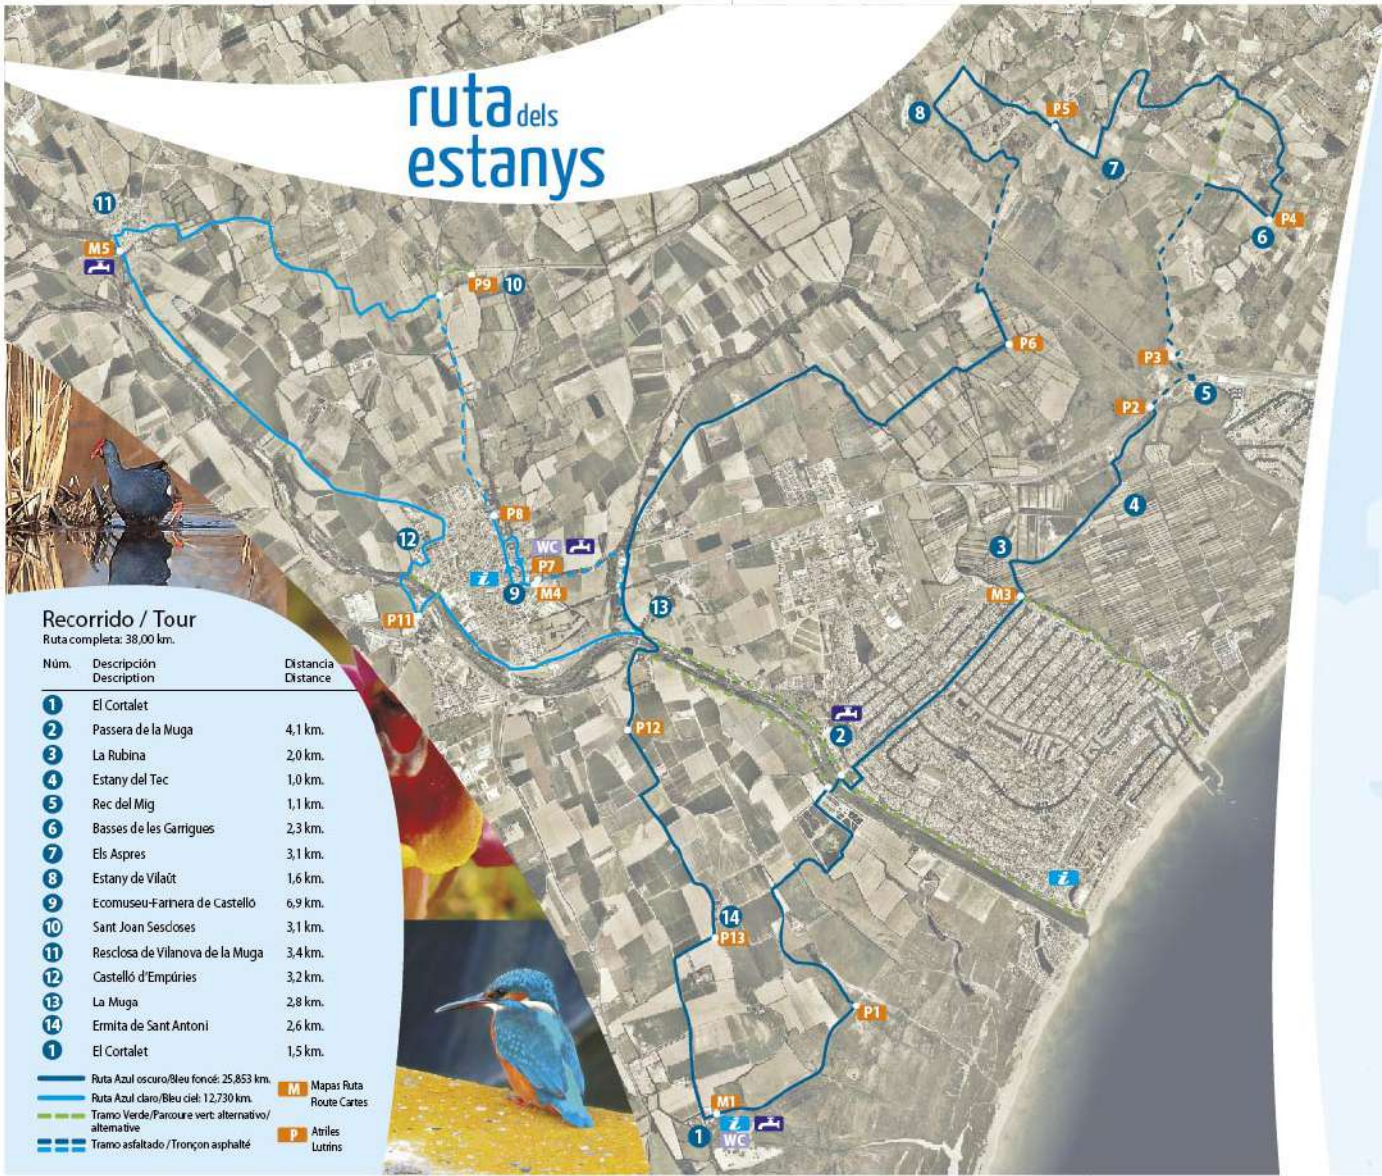 ruta dels
estanys
8
P5
7
11
P4
6
M5
P9
10
P6
P3
5
P2
4
P8
12
3
WC
P7
i
9
M4
M3
13
P11
P12
2
i
14
P13
P1
M1
i
1
WC
Recorrido / Tour
Ruta completa: 38,00 km.
Núm. Descripción Distancia
Description Distance
1 El Cortalet
2 Passera de la Muga 4,1 km.
3 La Rubina 2,0 km.
4 Estany del Tec 1,0 km.
5 Rec del Mig 1,1 km.
6 Basses de les Garrigues 2,3 km.
7 Els Aspres 3,1 km.
8 Estany de Vilaüt 1,6 km.
9 Ecomuseu-Farinera de Castelló 6,9 km.
10 Sant Joan Sescloses 3,1 km.
11 Resclosa de Vilanova de la Muga 3,4 km.
12 Castelló d'Empúries 3,2 km.
13 La Muga 2,8 km.
14 Ermita de Sant Antoni 2,6 km.
1 El Cortalet 1,5 km.
Ruta Azul oscuro/Bleu foncé: 25,853 km.
Ruta Azul claro/Bleu ciel: 12,730 km.
Tramo Verde/Parcoure vert: alternativo/
alternative
Tramo asfaltado / Tronçon asphalté
M Mapas Ruta
Route Cartes
P Atriles
Lutrins